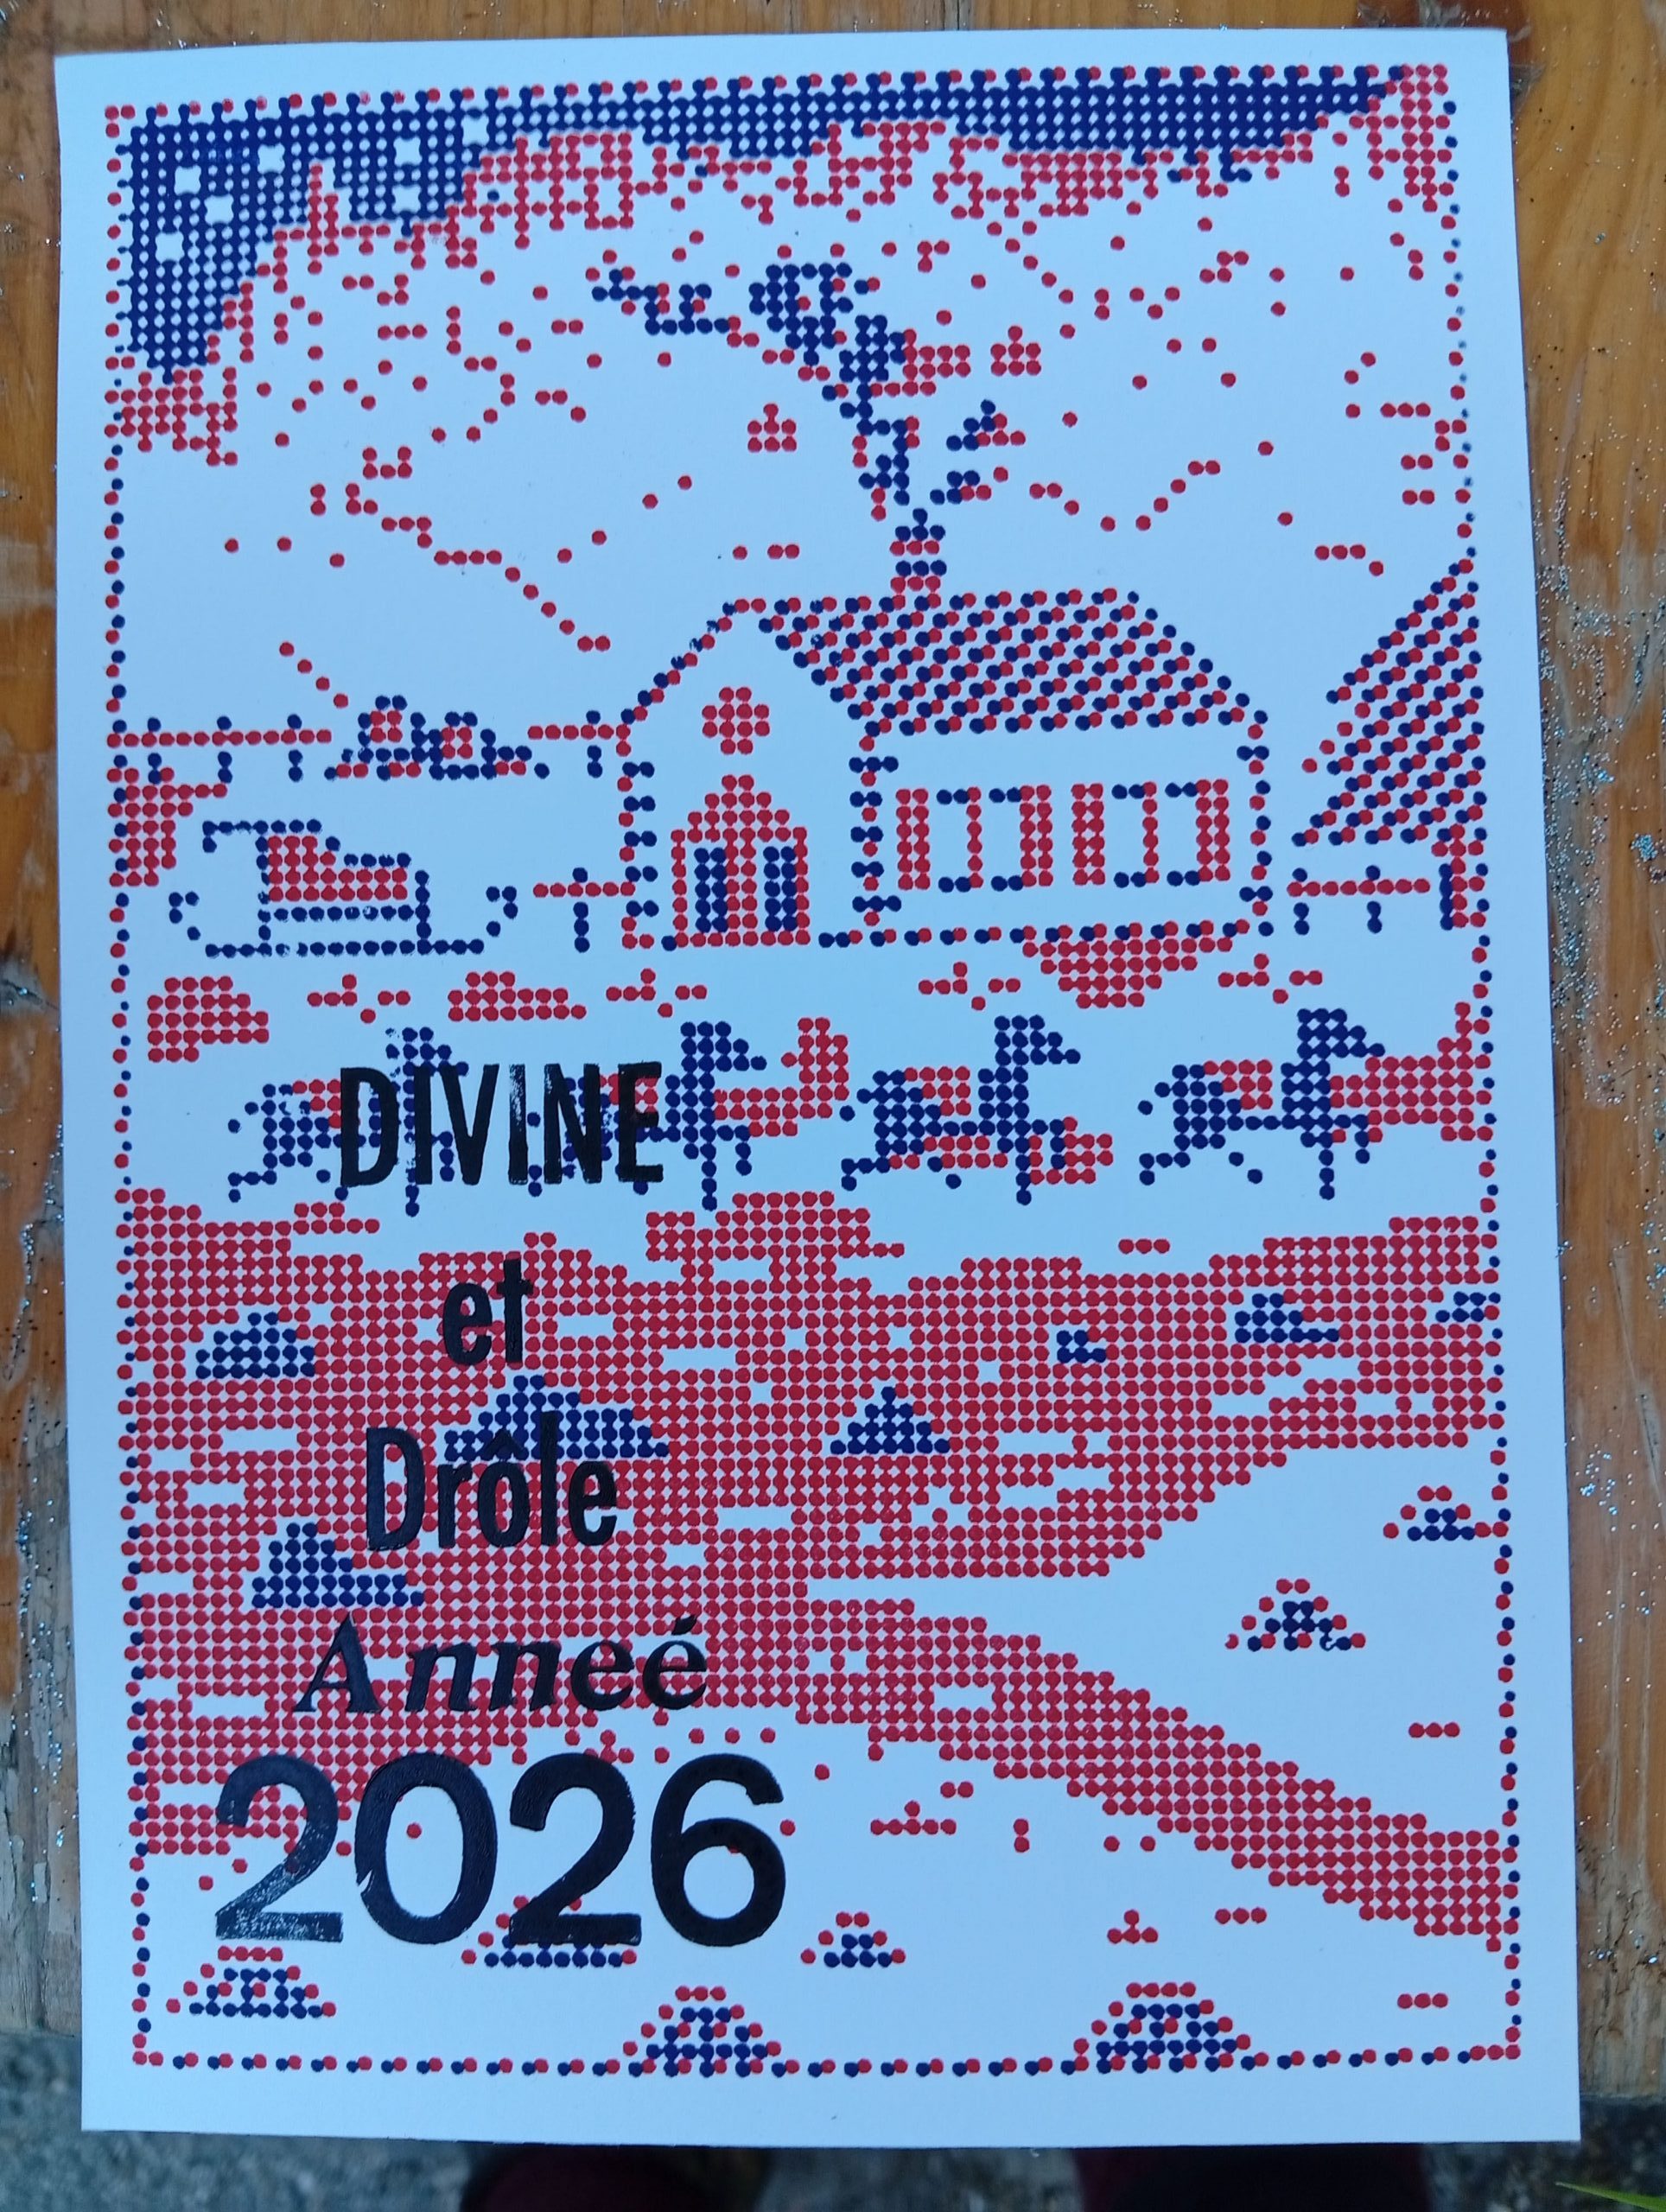 DIVINE
et
Drôle
Anneé
2026